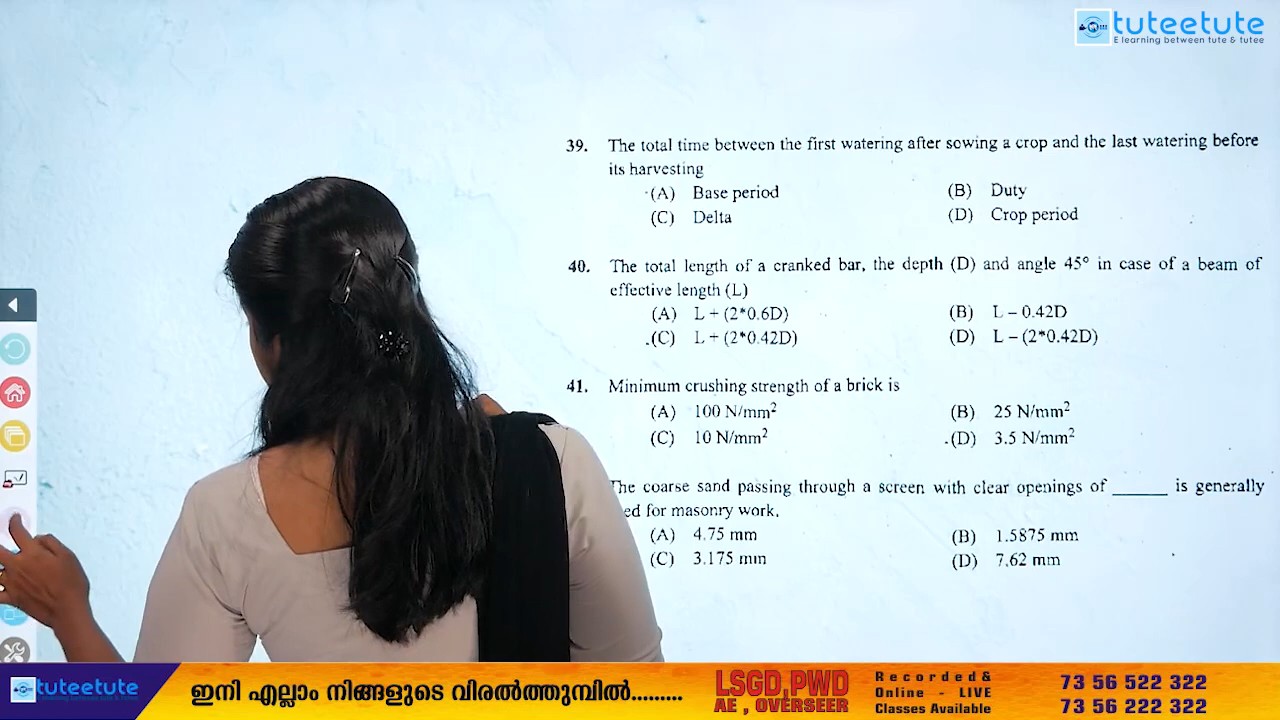 tuteetute
E learning between tute & tutee
39. The total time between the first watering after sowing a crop and the last watering before
its harvesting
(A) Base period (B) Duty
(C) Delta (D) Crop period
40. The total length of a cranked bar, the depth (D) and angle 45° in case of a beam of
effective length (L)
(A) L + (2*0.6D) (B) L – 0.42D
(C) L + (2*0.42D) (D) L – (2*0.42D)
41. Minimum crushing strength of a brick is
(A) 100 N/mm² (B) 25 N/mm²
(C) 10 N/mm² (D) 3.5 N/mm²
The coarse sand passing through a screen with clear openings of ______ is generally
ed for masonry work.
(A) 4.75 mm (B) 1.5875 mm
(C) 3.175 mm (D) 7.62 mm
tuteetute
ഇനി എല്ലാം നിങ്ങളുടെ വിരൽത്തുമ്പിൽ.........
LSGD,PWD
AE , OVERSEER
Recorded &
Online - LIVE
Classes Available
73 56 522 322
73 56 222 322